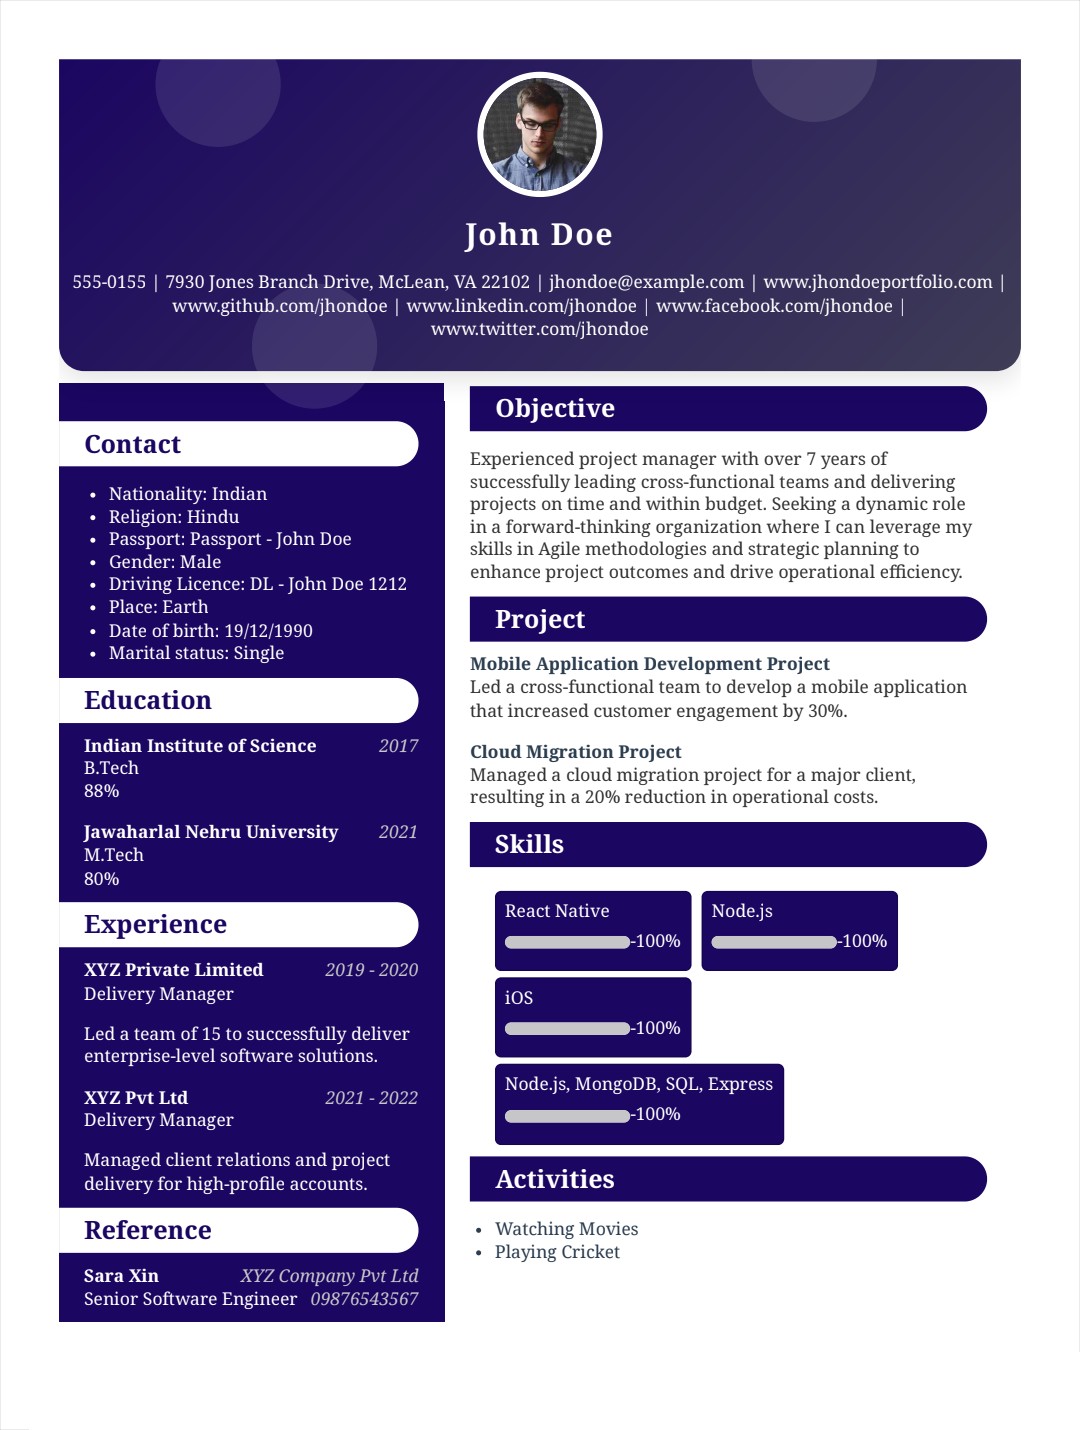 John Doe
555-0155 | 7930 Jones Branch Drive, McLean, VA 22102 | jhondoe@example.com | www.jhondoeportfolio.com |
www.github.com/jhondoe | www.linkedin.com/jhondoe | www.facebook.com/jhondoe |
www.twitter.com/jhondoe
Contact
• Nationality: Indian
• Religion: Hindu
• Passport: Passport - John Doe
• Gender: Male
• Driving Licence: DL - John Doe 1212
• Place: Earth
• Date of birth: 19/12/1990
• Marital status: Single
Education
Indian Institute of Science 2017
B.Tech
88%
Jawaharlal Nehru University 2021
M.Tech
80%
Experience
XYZ Private Limited 2019 - 2020
Delivery Manager
Led a team of 15 to successfully deliver
enterprise-level software solutions.
XYZ Pvt Ltd 2021 - 2022
Delivery Manager
Managed client relations and project
delivery for high-profile accounts.
Reference
Sara Xin XYZ Company Pvt Ltd
Senior Software Engineer 09876543567
Objective
Experienced project manager with over 7 years of
successfully leading cross-functional teams and delivering
projects on time and within budget. Seeking a dynamic role
in a forward-thinking organization where I can leverage my
skills in Agile methodologies and strategic planning to
enhance project outcomes and drive operational efficiency.
Project
Mobile Application Development Project
Led a cross-functional team to develop a mobile application
that increased customer engagement by 30%.
Cloud Migration Project
Managed a cloud migration project for a major client,
resulting in a 20% reduction in operational costs.
Skills
React Native
-100%
Node.js
-100%
iOS
-100%
Node.js, MongoDB, SQL, Express
-100%
Activities
• Watching Movies
• Playing Cricket